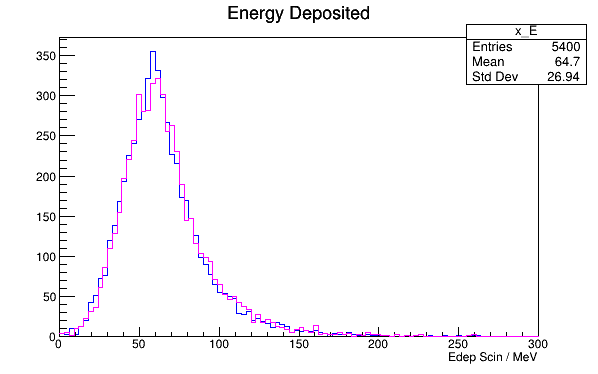 Energy Deposited
x_E
Entries 5400
Mean 64.7
Std Dev 26.94
350
300
250
200
150
100
50
0
0 50 100 150 200 250 300
Edep Scin / MeV